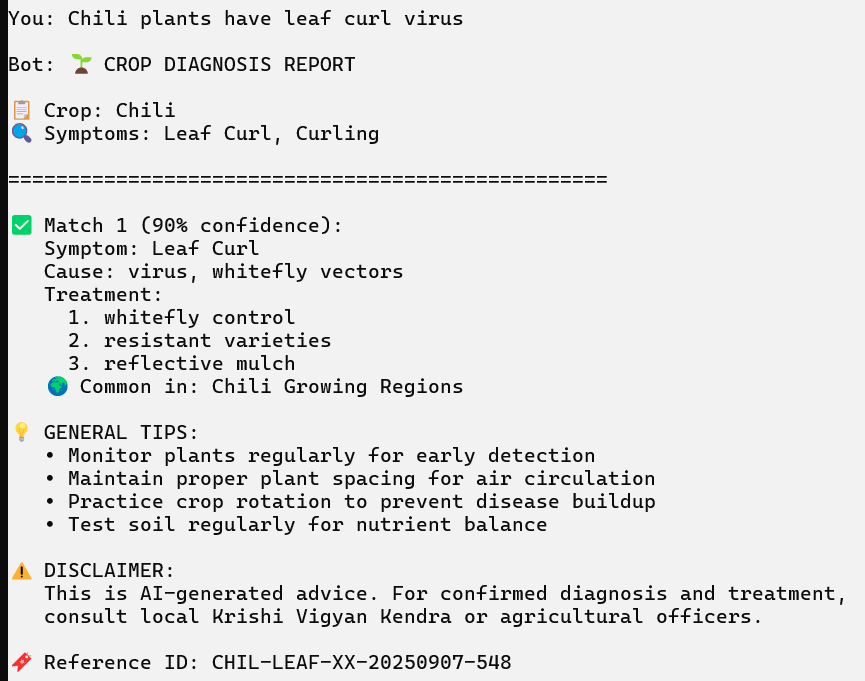 You: Chili plants have leaf curl virus
Bot: 🌱 CROP DIAGNOSIS REPORT
📋 Crop: Chili
🔍 Symptoms: Leaf Curl, Curling
==================================================
✅ Match 1 (90% confidence):
Symptom: Leaf Curl
Cause: virus, whitefly vectors
Treatment:
1. whitefly control
2. resistant varieties
3. reflective mulch
🌍 Common in: Chili Growing Regions
💡 GENERAL TIPS:
• Monitor plants regularly for early detection
• Maintain proper plant spacing for air circulation
• Practice crop rotation to prevent disease buildup
• Test soil regularly for nutrient balance
⚠️ DISCLAIMER:
This is AI-generated advice. For confirmed diagnosis and treatment,
consult local Krishi Vigyan Kendra or agricultural officers.
🔖 Reference ID: CHIL-LEAF-XX-20250907-548